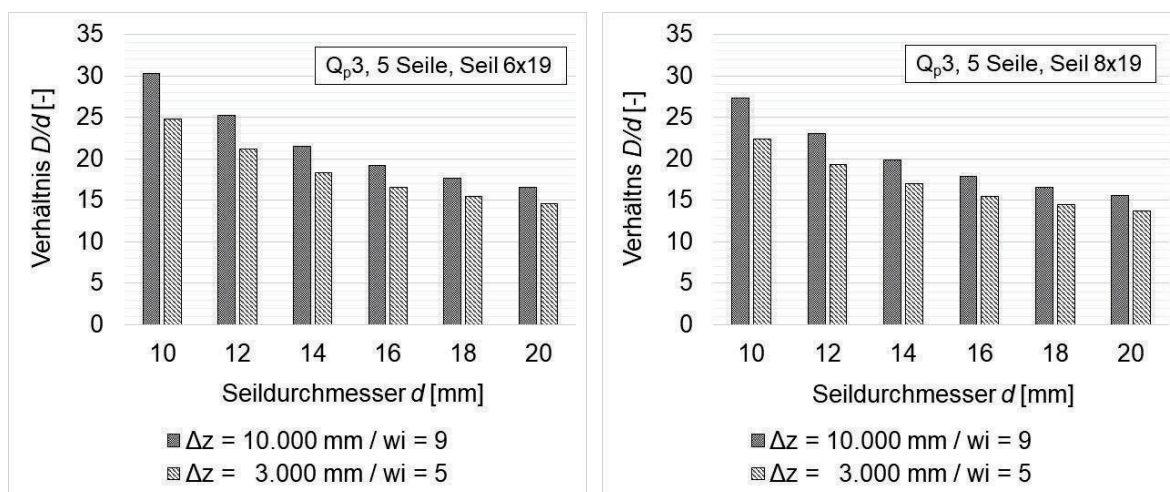 35
30
25
20
15
10
5
0
Verhältnis D/d [-]
Qp3, 5 Seile, Seil 6x19
10 12 14 16 18 20
Seildurchmesser d [mm]
Δz = 10.000 mm / wi = 9
Δz = 3.000 mm / wi = 5
35
30
25
20
15
10
5
0
Verhältns D/d [-]
Qp3, 5 Seile, Seil 8x19
10 12 14 16 18 20
Seildurchmesser d [mm]
Δz = 10.000 mm / wi = 9
Δz = 3.000 mm / wi = 5